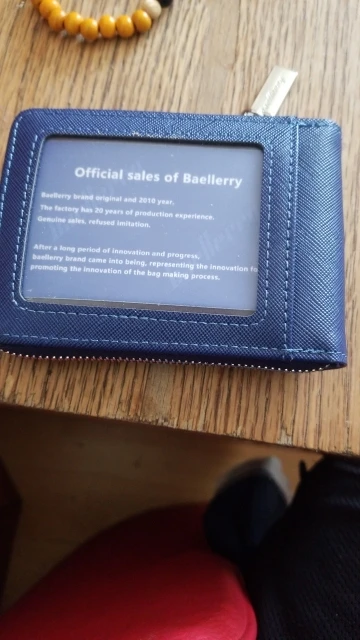 Official sales of Baellerry
Baellerry brand original and 2010 year.
The factory has 20 years of production experience.
Genuine sales, refused imitation.
After a long period of innovation and progress,
baellerry brand came into being, representing the innovation fo
promoting the innovation of the bag making process.